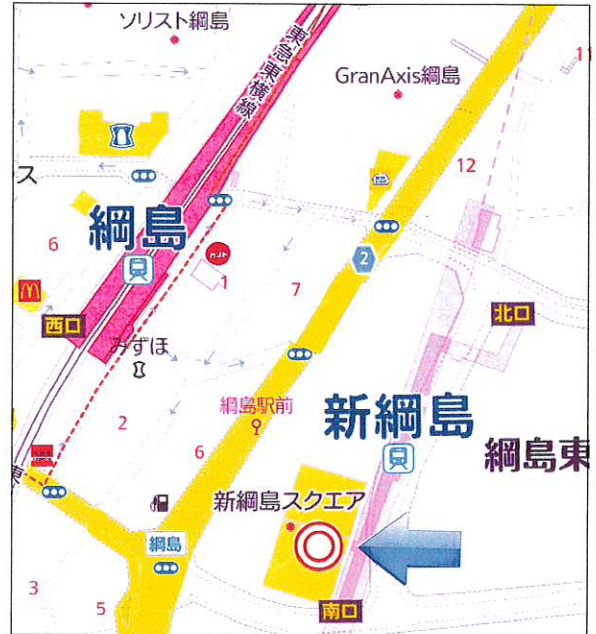 ソリスト綱島
東急東横線
GranAxis綱島
11
12
ス
綱島
6
1
7
2
西口
みずほ
北口
2
綱島駅前
新綱島
綱島東
6
新綱島スクエア
綱島
3
5
南口